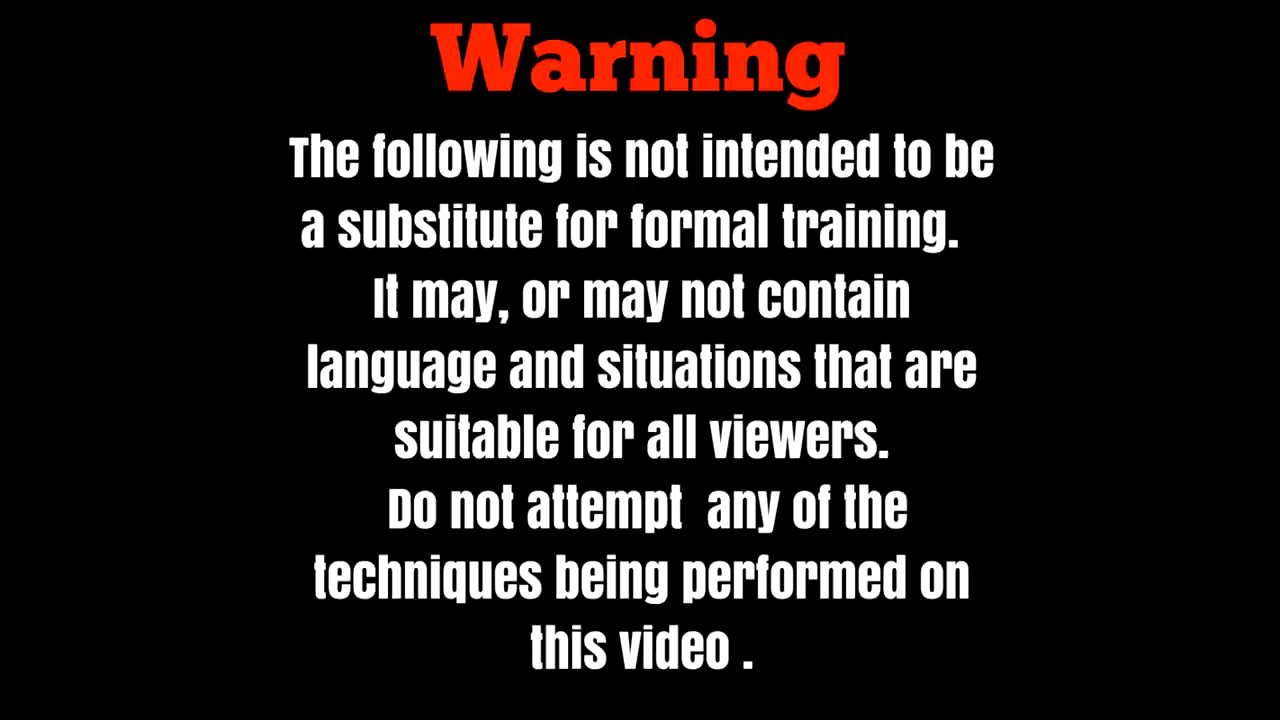 Warning
The following is not intended to be
a substitute for formal training.
It may, or may not contain
language and situations that are
suitable for all viewers.
Do not attempt  any of the
techniques being performed on
this video .